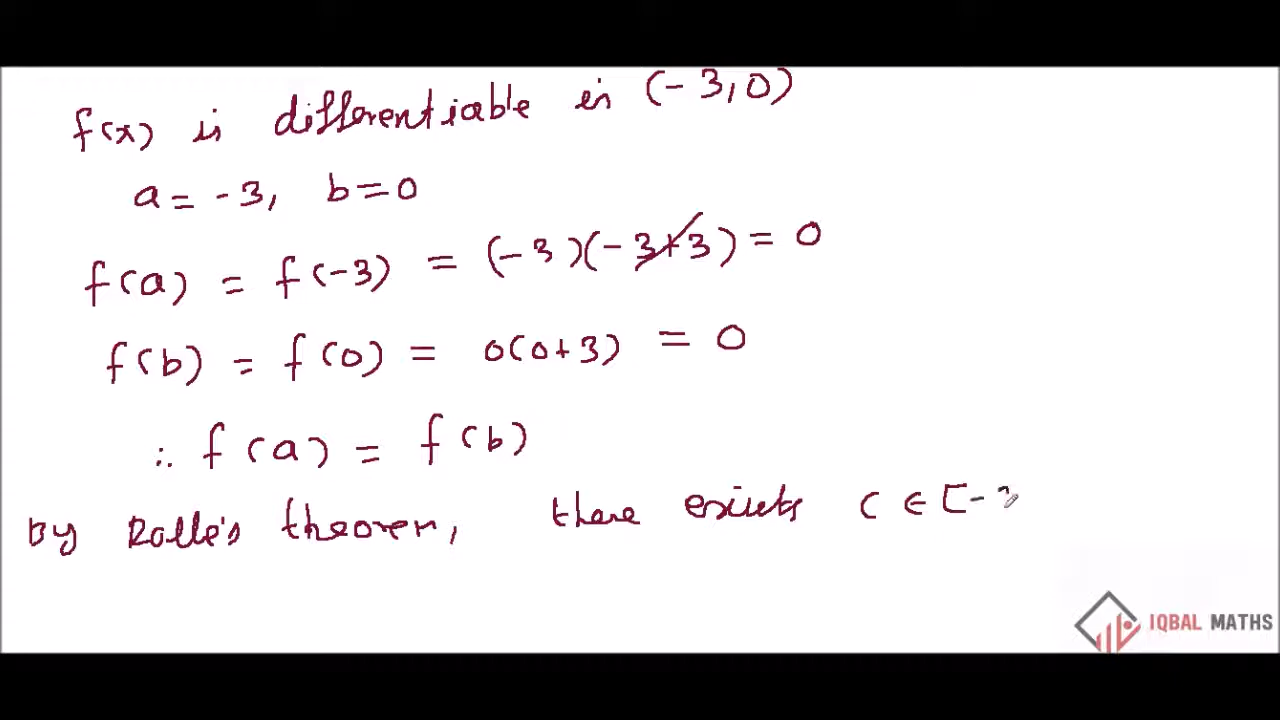 f(x) is differentiable in (-3,0)
a = -3, b = 0
f(a) = f(-3) = (-3)(-3+3) = 0
f(b) = f(0) = 0(0+3) = 0
∴ f(a) = f(b)
By Rolle's theorem, there exists c ∈ [-3
IQBAL MATHS